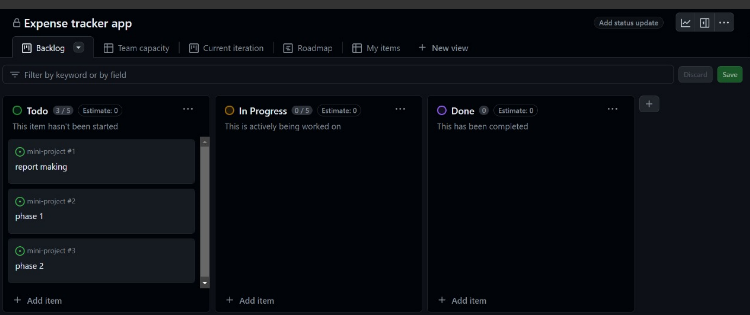 Expense tracker app
Add status update
Backlog
Team capacity
Current iteration
Roadmap
My items
+ New view
Filter by keyword or by field
Discard
Save
Todo 3 / 5 Estimate: 0
This item hasn't been started
mini-project #1
report making
mini-project #2
phase 1
mini-project #3
phase 2
+ Add item
In Progress 0 / 5 Estimate: 0
This is actively being worked on
+ Add item
Done 0 Estimate: 0
This has been completed
+ Add item